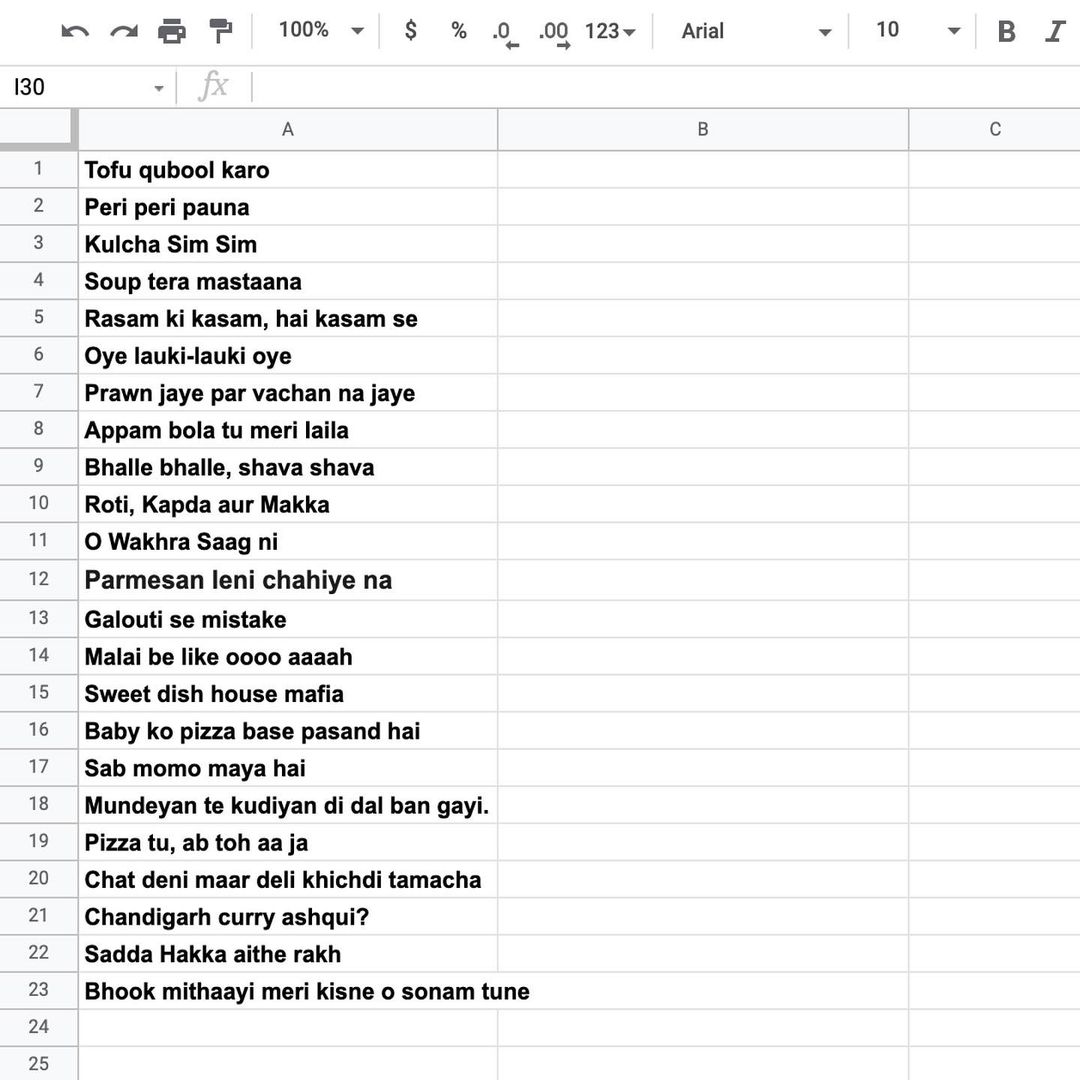 100% $ % .0 .00 123 Arial 10 B I
I30 fx
A B C
1 Tofu qubool karo
2 Peri peri pauna
3 Kulcha Sim Sim
4 Soup tera mastaana
5 Rasam ki kasam, hai kasam se
6 Oye lauki-lauki oye
7 Prawn jaye par vachan na jaye
8 Appam bola tu meri laila
9 Bhalle bhalle, shava shava
10 Roti, Kapda aur Makka
11 O Wakhra Saag ni
12 Parmesan leni chahiye na
13 Galouti se mistake
14 Malai be like oooo aaaah
15 Sweet dish house mafia
16 Baby ko pizza base pasand hai
17 Sab momo maya hai
18 Mundeyan te kudiyan di dal ban gayi.
19 Pizza tu, ab toh aa ja
20 Chat deni maar deli khichdi tamacha
21 Chandigarh curry ashqui?
22 Sadda Hakka aithe rakh
23 Bhook mithaayi meri kisne o sonam tune
24
25